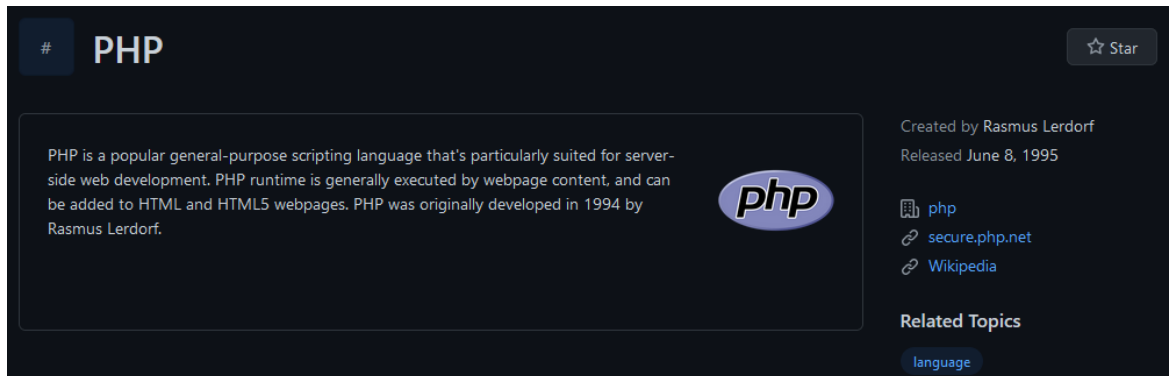 # PHP
Star
PHP is a popular general-purpose scripting language that's particularly suited for server-
side web development. PHP runtime is generally executed by webpage content, and can
be added to HTML and HTML5 webpages. PHP was originally developed in 1994 by
Rasmus Lerdorf.
php
Created by Rasmus Lerdorf
Released June 8, 1995
php
secure.php.net
Wikipedia
Related Topics
language